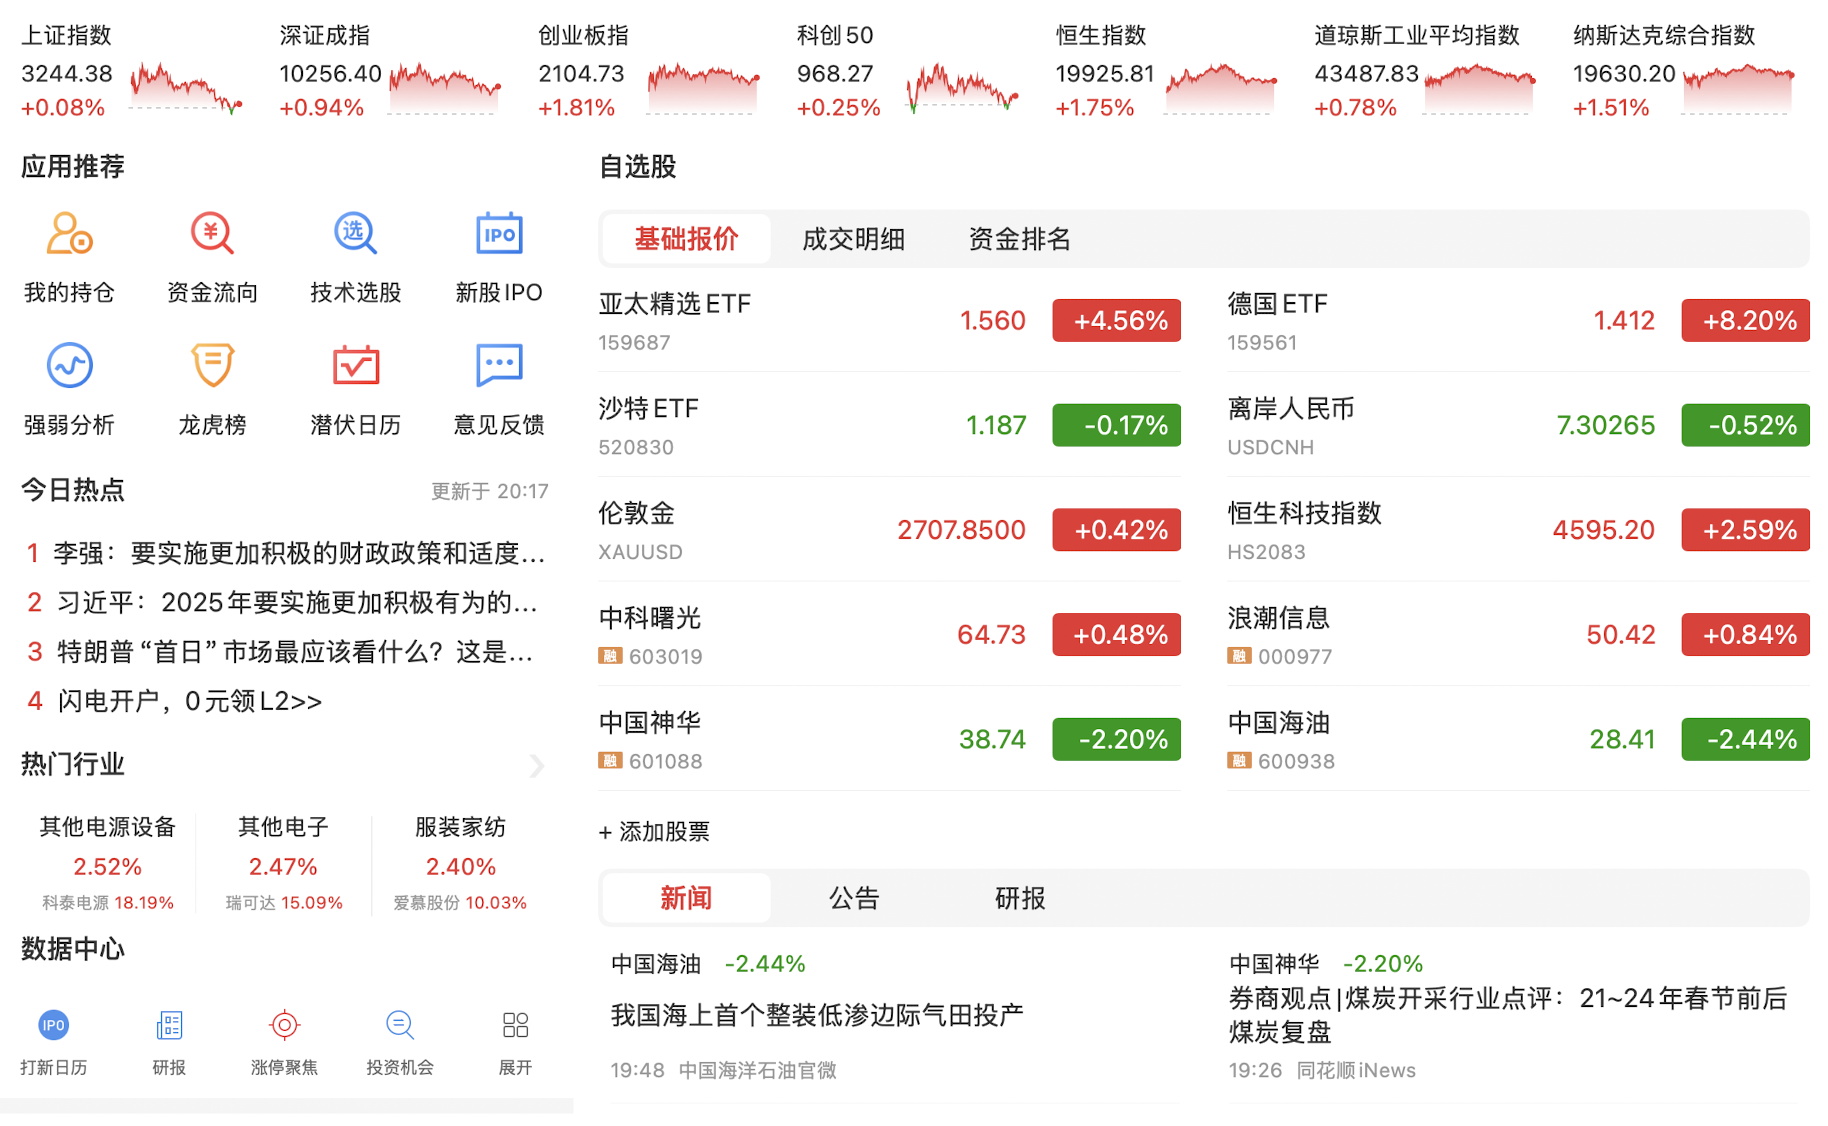 上证指数
3244.38
+0.08%
深证成指
10256.40
+0.94%
创业板指
2104.73
+1.81%
科创50
968.27
+0.25%
恒生指数
19925.81
+1.75%
道琼斯工业平均指数
43487.83
+0.78%
纳斯达克综合指数
19630.20
+1.51%
应用推荐
¥
选
IPO
我的持仓
资金流向
技术选股
新股IPO
强弱分析
龙虎榜
潜伏日历
意见反馈
今日热点
更新于 20:17
1 李强：要实施更加积极的财政政策和适度...
2 习近平：2025年要实施更加积极有为的...
3 特朗普“首日”市场最应该看什么？这是...
4 闪电开户，0元领L2>>
热门行业
其他电源设备
2.52%
科泰电源 18.19%
其他电子
2.47%
瑞可达 15.09%
服装家纺
2.40%
爱慕股份 10.03%
数据中心
IPO
打新日历
研报
涨停聚焦
投资机会
展开
自选股
基础报价
成交明细
资金排名
亚太精选ETF
159687
1.560
+4.56%
德国ETF
159561
1.412
+8.20%
沙特ETF
520830
1.187
-0.17%
离岸人民币
USDCNH
7.30265
-0.52%
伦敦金
XAUUSD
2707.8500
+0.42%
恒生科技指数
HS2083
4595.20
+2.59%
中科曙光
融 603019
64.73
+0.48%
浪潮信息
融 000977
50.42
+0.84%
中国神华
融 601088
38.74
-2.20%
中国海油
融 600938
28.41
-2.44%
+ 添加股票
新闻
公告
研报
中国海油 -2.44%
我国海上首个整装低渗边际气田投产
19:48 中国海洋石油官微
中国神华 -2.20%
券商观点|煤炭开采行业点评：21~24年春节前后
煤炭复盘
19:26 同花顺iNews